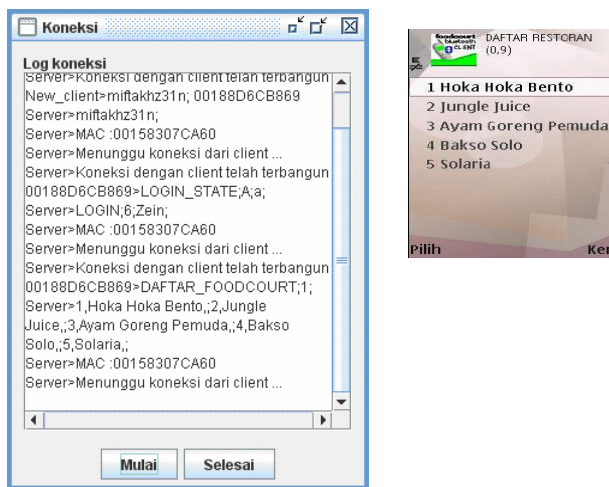 Koneksi
Log koneksi
Server>Koneksi dengan client telah terbangun
New_client>miftakhz31n; 00188D6CB869
Server>miftakhz31n;
Server>MAC :00158307CA60
Server>Menunggu koneksi dari client ...
Server>Koneksi dengan client telah terbangun
00188D6CB869>LOGIN_STATE;A;a;
Server>LOGIN;6;Zein;
Server>MAC :00158307CA60
Server>Menunggu koneksi dari client ...
Server>Koneksi dengan client telah terbangun
00188D6CB869>DAFTAR_FOODCOURT;1;
Server>1,Hoka Hoka Bento,;2,Jungle
Juice,;3,Ayam Goreng Pemuda,;4,Bakso
Solo,;5,Solaria,;
Server>MAC :00158307CA60
Server>Menunggu koneksi dari client ...
Mulai
Selesai
foodcourt
bluetooth
CLIENT
DAFTAR RESTORAN
(0,9)
1 Hoka Hoka Bento
2 Jungle Juice
3 Ayam Goreng Pemuda
4 Bakso Solo
5 Solaria
Pilih